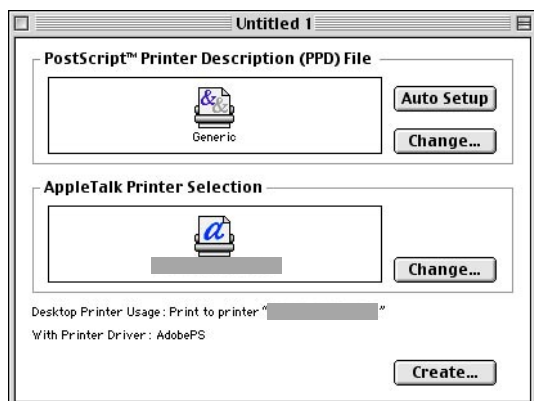 Untitled 1
PostScript™ Printer Description (PPD) File
&&
Generic
Auto Setup
Change...
AppleTalk Printer Selection
a
Change...
Desktop Printer Usage: Print to printer “ ”
With Printer Driver: AdobePS
Create...